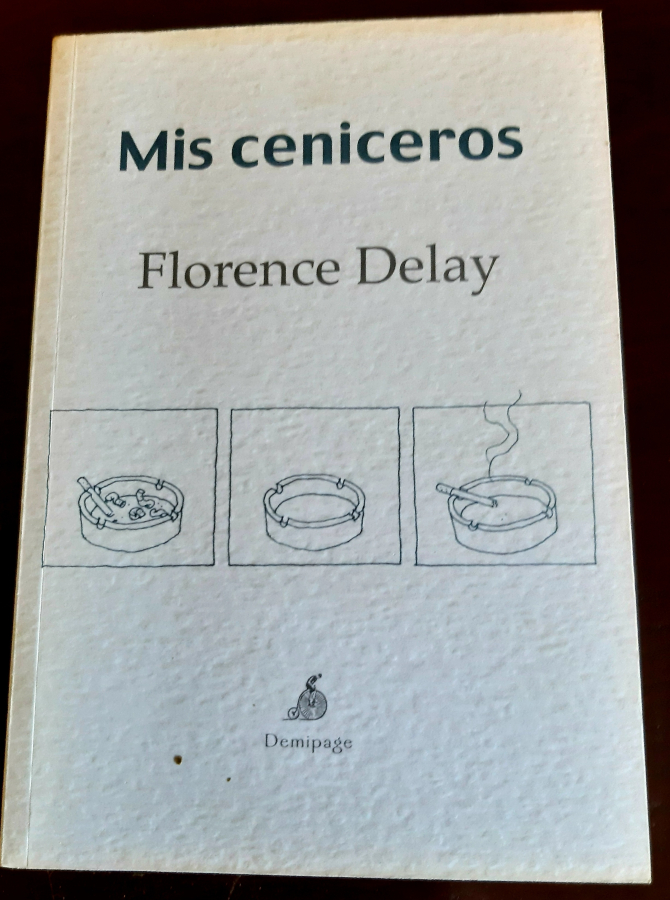 Mis ceniceros
Florence Delay
Demipage